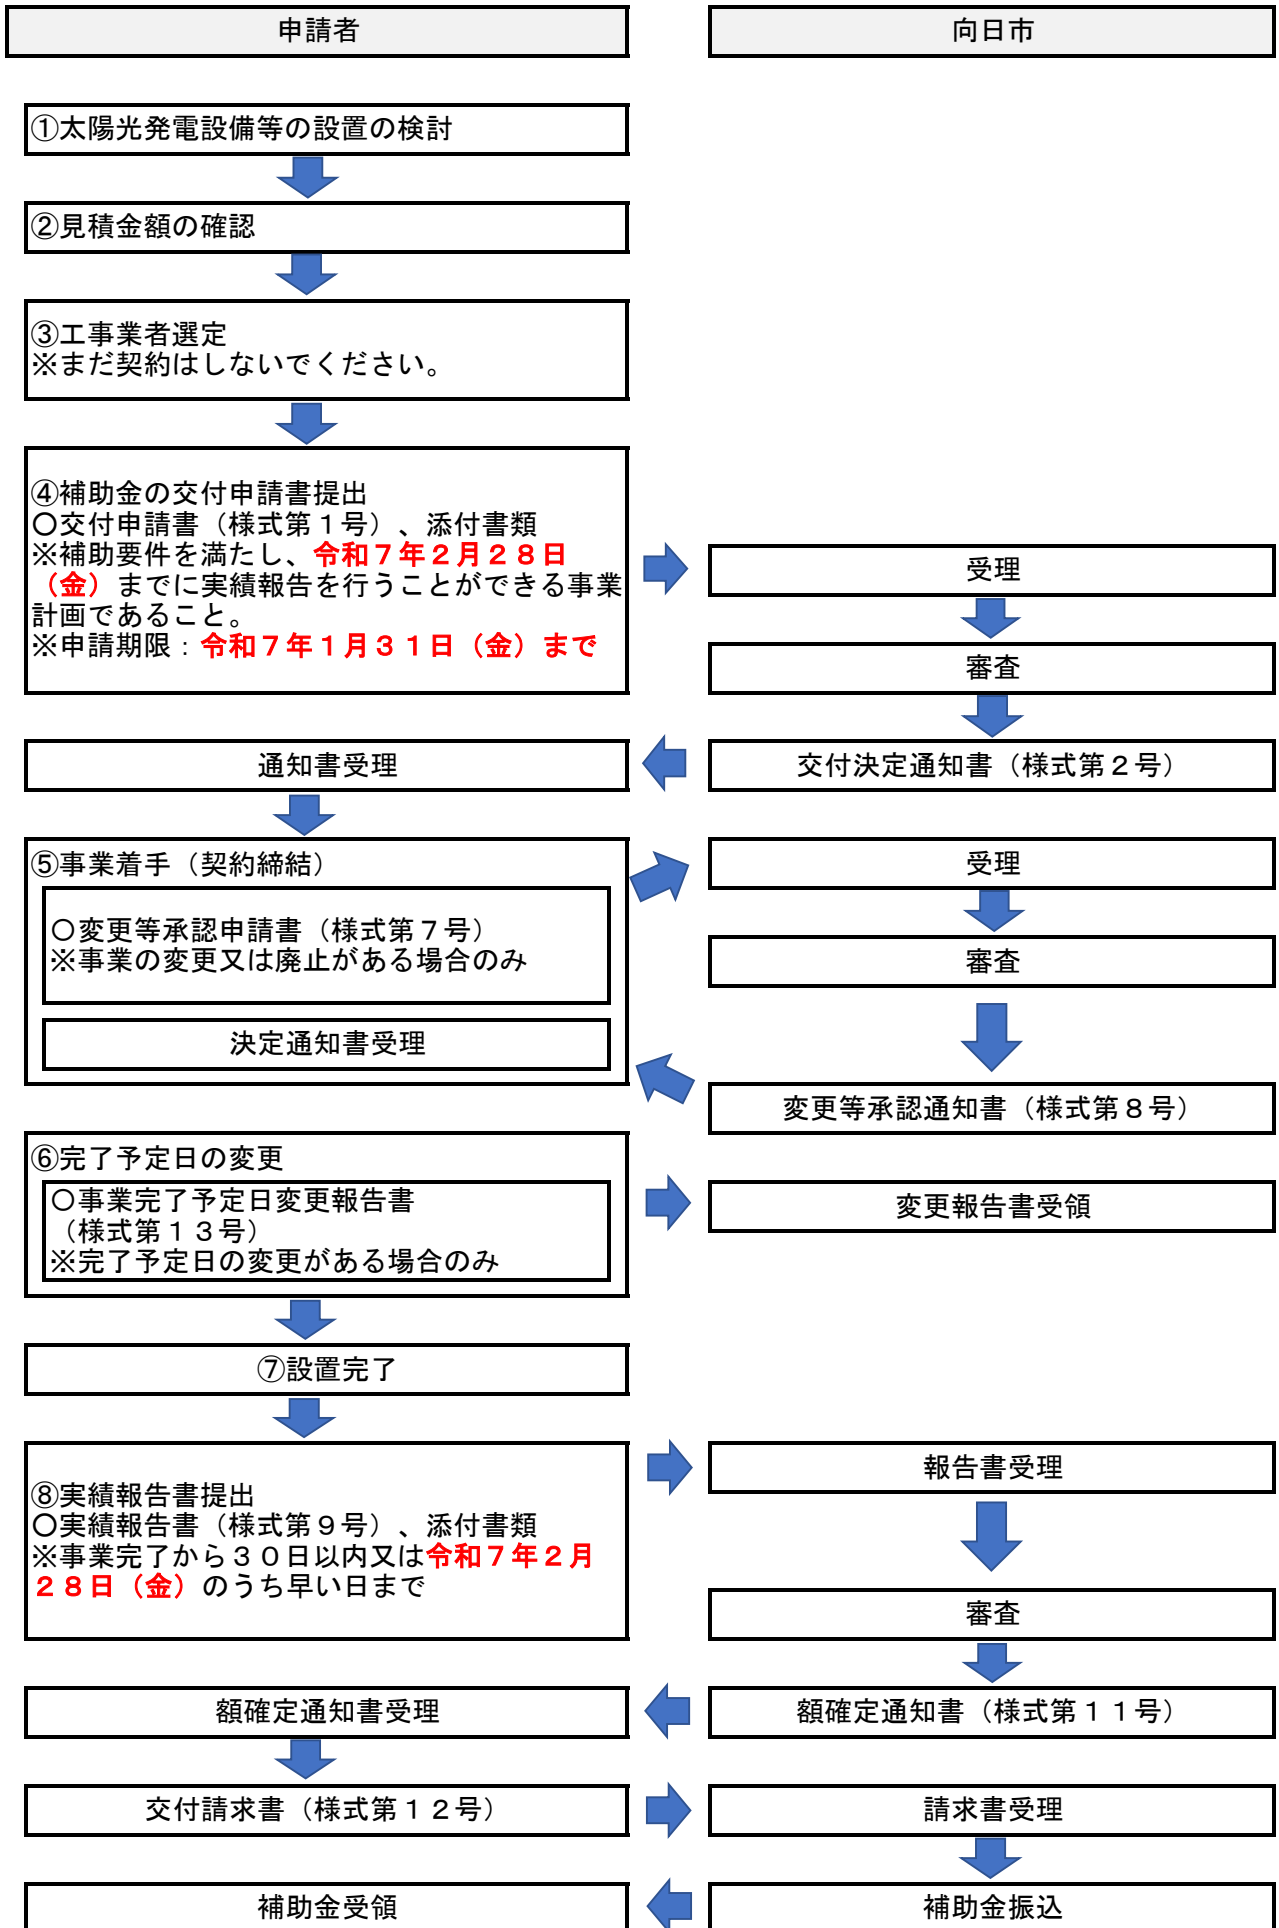 申請者
向日市
①太陽光発電設備等の設置の検討
②見積金額の確認
③工事業者選定
※まだ契約はしないでください。
④補助金の交付申請書提出
〇交付申請書（様式第１号）、添付書類
※補助要件を満たし、令和７年２月２８日
（金）までに実績報告を行うことができる事業
計画であること。
※申請期限：令和７年１月３１日（金）まで
受理
審査
通知書受理
交付決定通知書（様式第２号）
⑤事業着手（契約締結）
〇変更等承認申請書（様式第７号）
※事業の変更又は廃止がある場合のみ
決定通知書受理
受理
審査
変更等承認通知書（様式第８号）
⑥完了予定日の変更
〇事業完了予定日変更報告書
（様式第１３号）
※完了予定日の変更がある場合のみ
変更報告書受領
⑦設置完了
⑧実績報告書提出
〇実績報告書（様式第９号）、添付書類
※事業完了から３０日以内又は令和７年２月
２８日（金）のうち早い日まで
報告書受理
審査
額確定通知書受理
額確定通知書（様式第１１号）
交付請求書（様式第１２号）
請求書受理
補助金受領
補助金振込